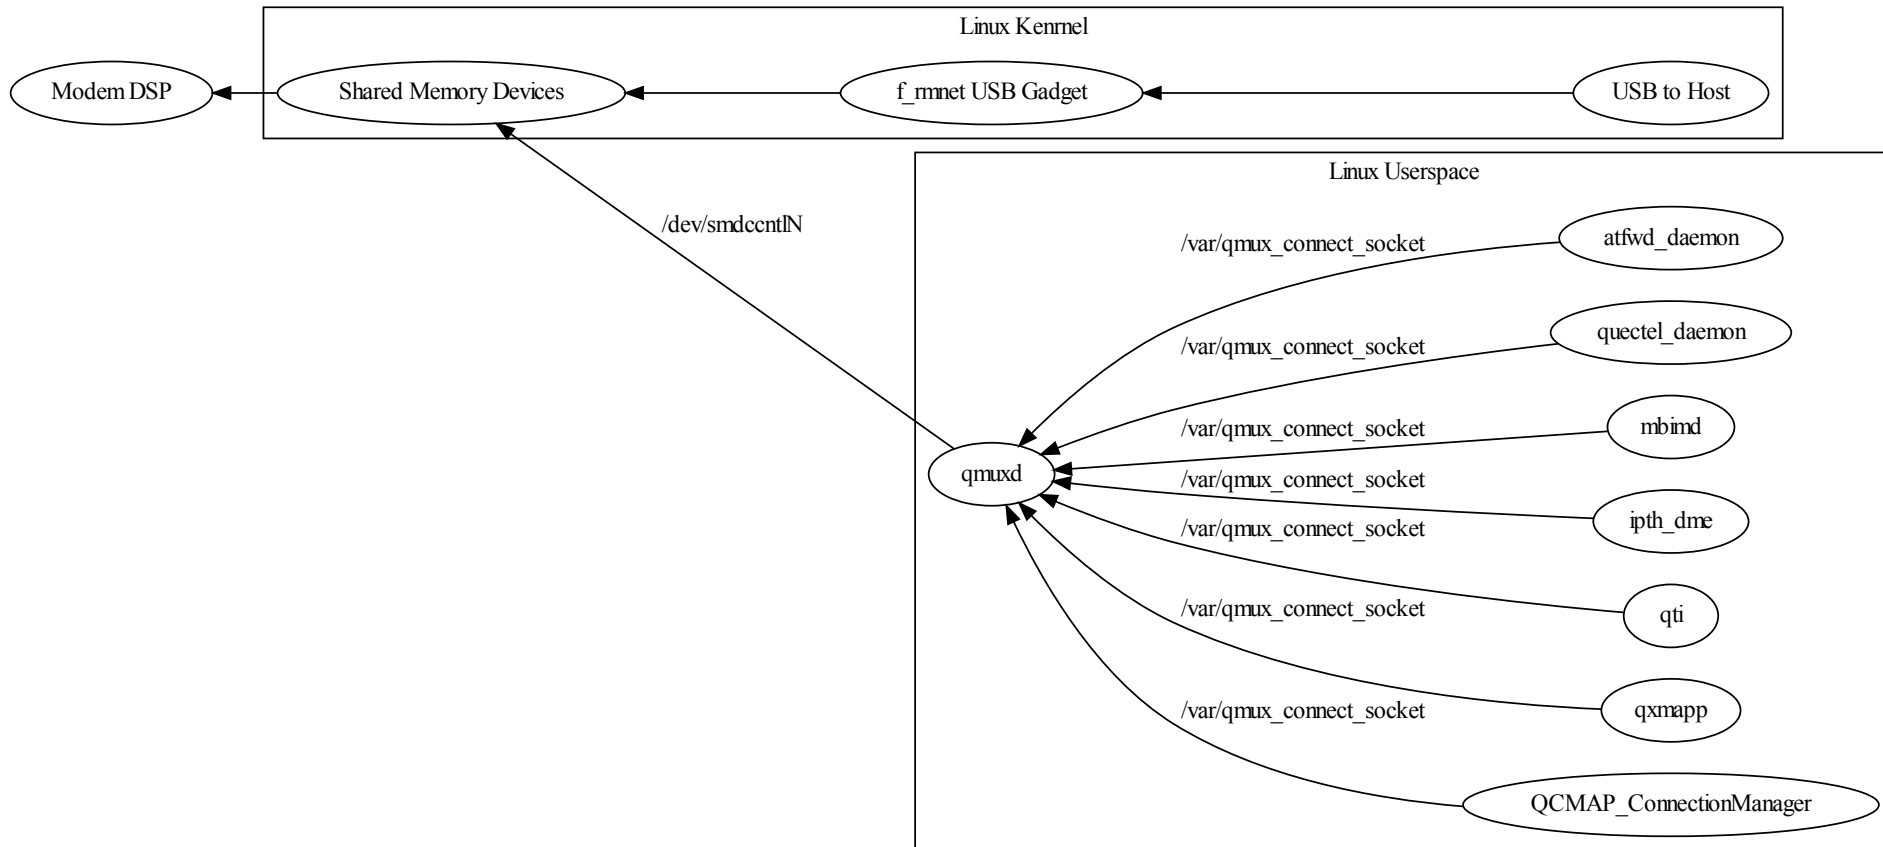 Linux Kenrnel
Modem DSP
Shared Memory Devices
f_rmnet USB Gadget
USB to Host
Linux Userspace
/dev/smdccntlN
/var/qmux_connect_socket
atfwd_daemon
/var/qmux_connect_socket
quectel_daemon
/var/qmux_connect_socket
mbimd
qmuxd
/var/qmux_connect_socket
ipth_dme
/var/qmux_connect_socket
qti
/var/qmux_connect_socket
qxmapp
/var/qmux_connect_socket
QCMAP_ConnectionManager